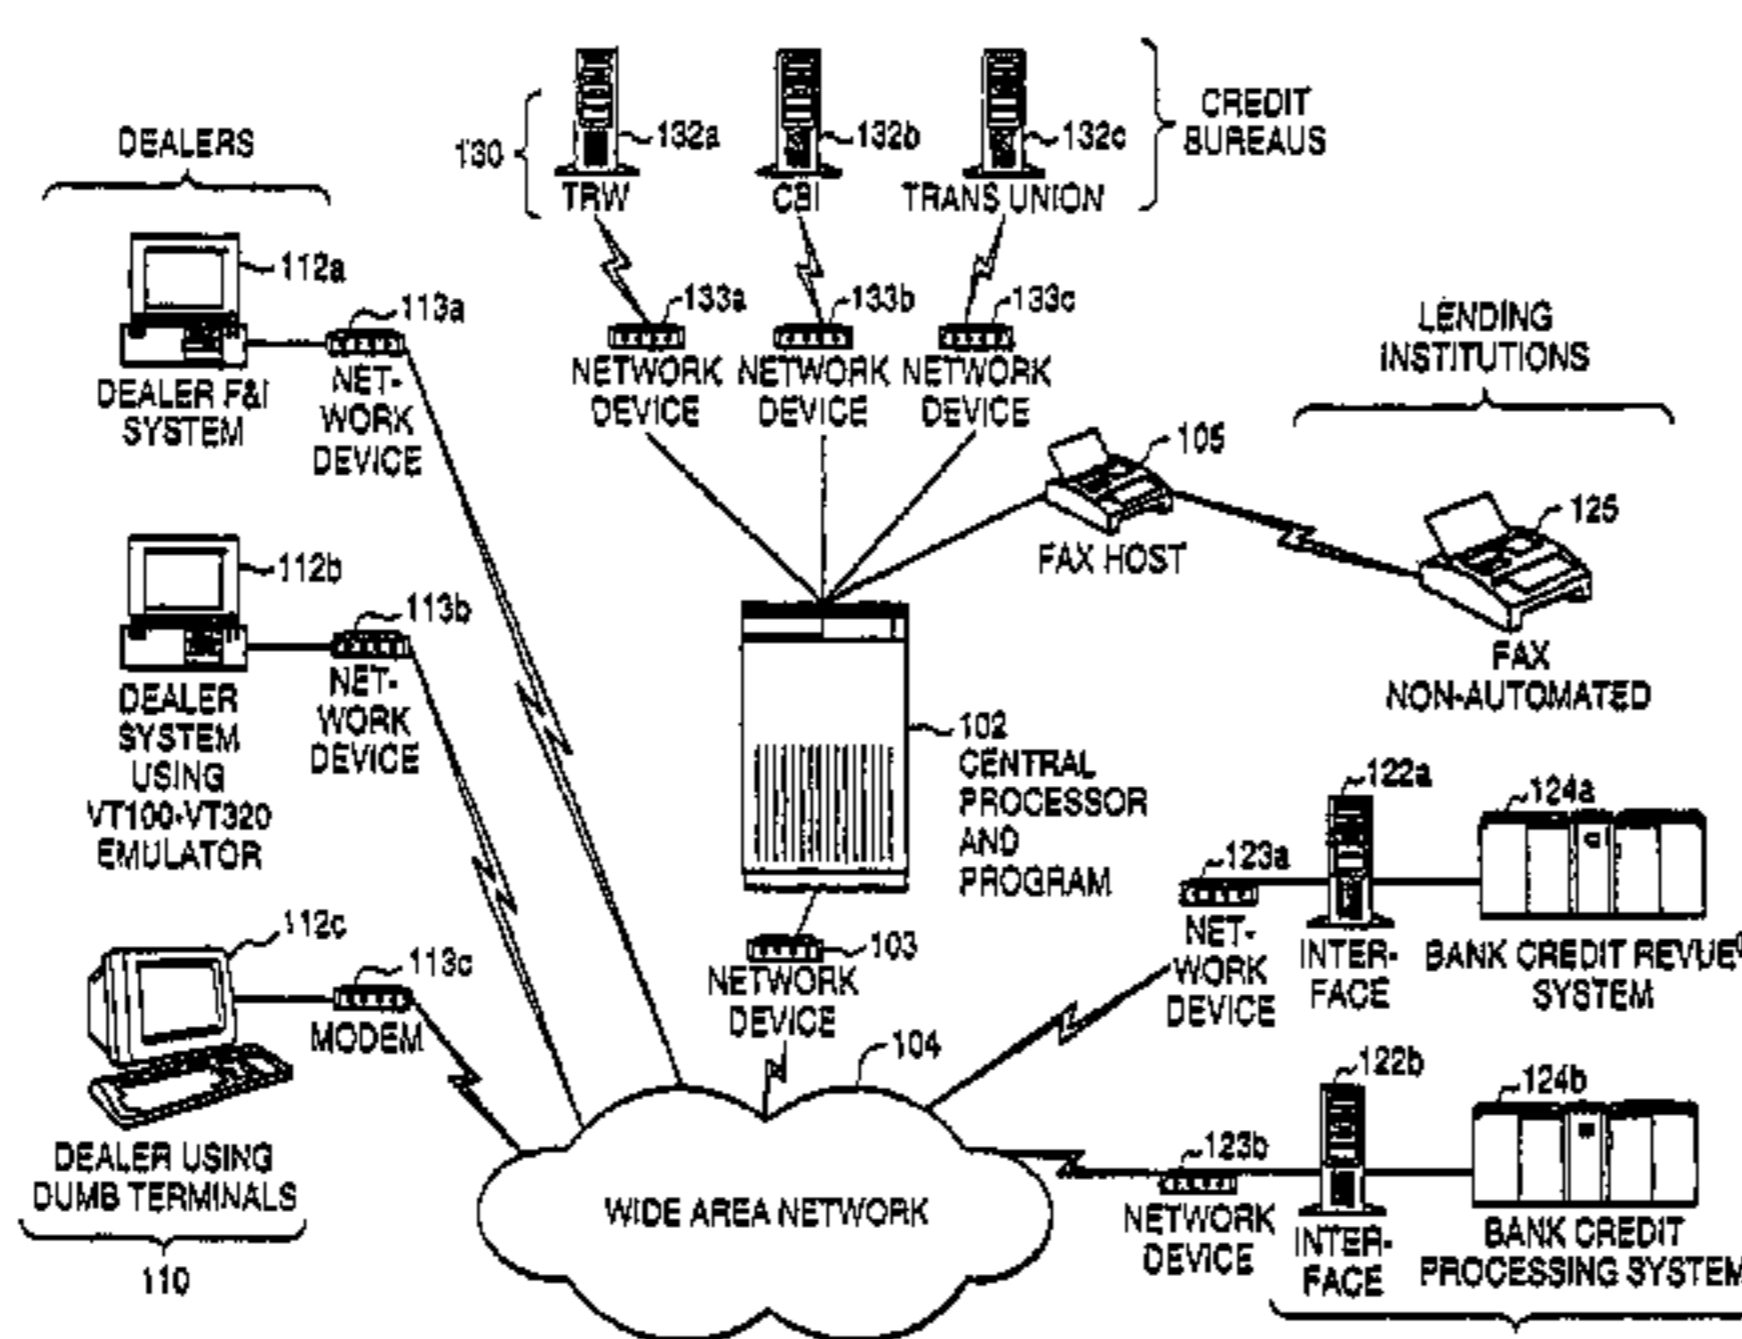 DEALERS
112a
113a
DEALER F&I
SYSTEM
NET-
WORK
DEVICE
112b
113b
DEALER
SYSTEM
USING
VT100-VT320
EMULATOR
NET-
WORK
DEVICE
112c
113c
MODEM
DEALER USING
DUMB TERMINALS
110
130
132a
132b
132c
TRW
CBI
TRANS UNION
CREDIT
BUREAUS
133a
133b
133c
NETWORK
DEVICE
NETWORK
DEVICE
NETWORK
DEVICE
LENDING
INSTITUTIONS
105
FAX HOST
125
FAX
NON-AUTOMATED
102
CENTRAL
PROCESSOR
AND
PROGRAM
103
NETWORK
DEVICE
104
WIDE AREA NETWORK
122a
123a
124a
NET-
WORK
DEVICE
INTER-
FACE
BANK CREDIT REVUE
SYSTEM
122b
123b
124b
NETWORK
DEVICE
INTER-
FACE
BANK CREDIT
PROCESSING SYSTEM